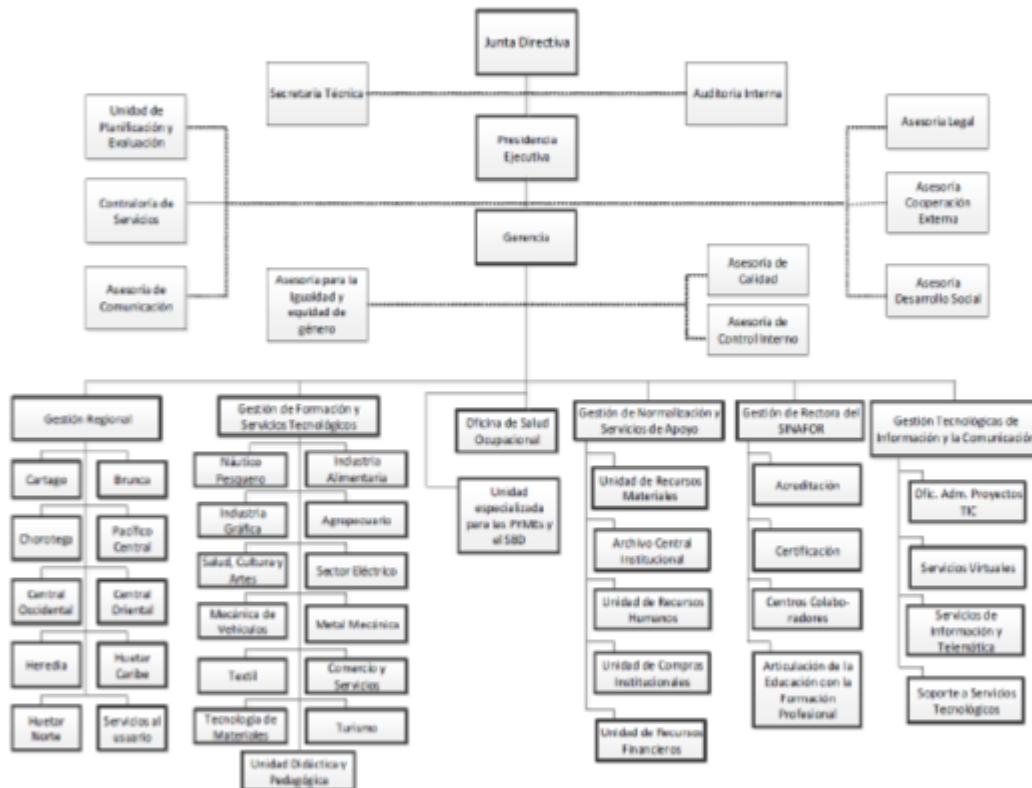 Junta Directiva
Secretaría Técnica
Auditoría Interna
Unidad de
Planificación y
Evaluación
Presidencia
Ejecutiva
Asesoría Legal
Contraloría de
Servicios
Asesoría
Cooperación
Externa
Gerencia
Asesoría de
Comunicación
Asesoría para la
Igualdad y
equidad de
género
Asesoría de
Calidad
Asesoría de
Control Interno
Asesoría
Desarrollo Social
Gestión Regional
Cartago
Brunca
Chorotega
Pacífico
Central
Central
Occidental
Central
Oriental
Heredia
Huetar
Caribe
Huetar
Norte
Servicios al
usuario
Gestión de Formación y
Servicios Tecnológicos
Náutico
Pesquero
Industria
Alimentaria
Industria
Gráfica
Agropecuario
Salud, Cultura y
Artes
Sector Eléctrico
Mecánica de
Vehículos
Metal Mecánica
Textil
Comercio y
Servicios
Tecnología de
Materiales
Turismo
Unidad Didáctica y
Pedagógica
Oficina de Salud
Ocupacional
Unidad
especializada
para las PYMEs y
el SBD
Gestión de Normalización y
Servicios de Apoyo
Unidad de Recursos
Materiales
Archivo Central
Institucional
Unidad de Recursos
Humanos
Unidad de Compras
Institucionales
Unidad de Recursos
Financieros
Gestión de Rectora del
SINAFOR
Acreditación
Certificación
Centros Colabo-
radores
Articulación de la
Educación con la
Formación
Profesional
Gestión Tecnológicas de
Información y la Comunicación
Ofic. Adm. Proyectos
TIC
Servicios Virtuales
Servicios de
Información y
Telemática
Soporte a Servicios
Tecnológicos